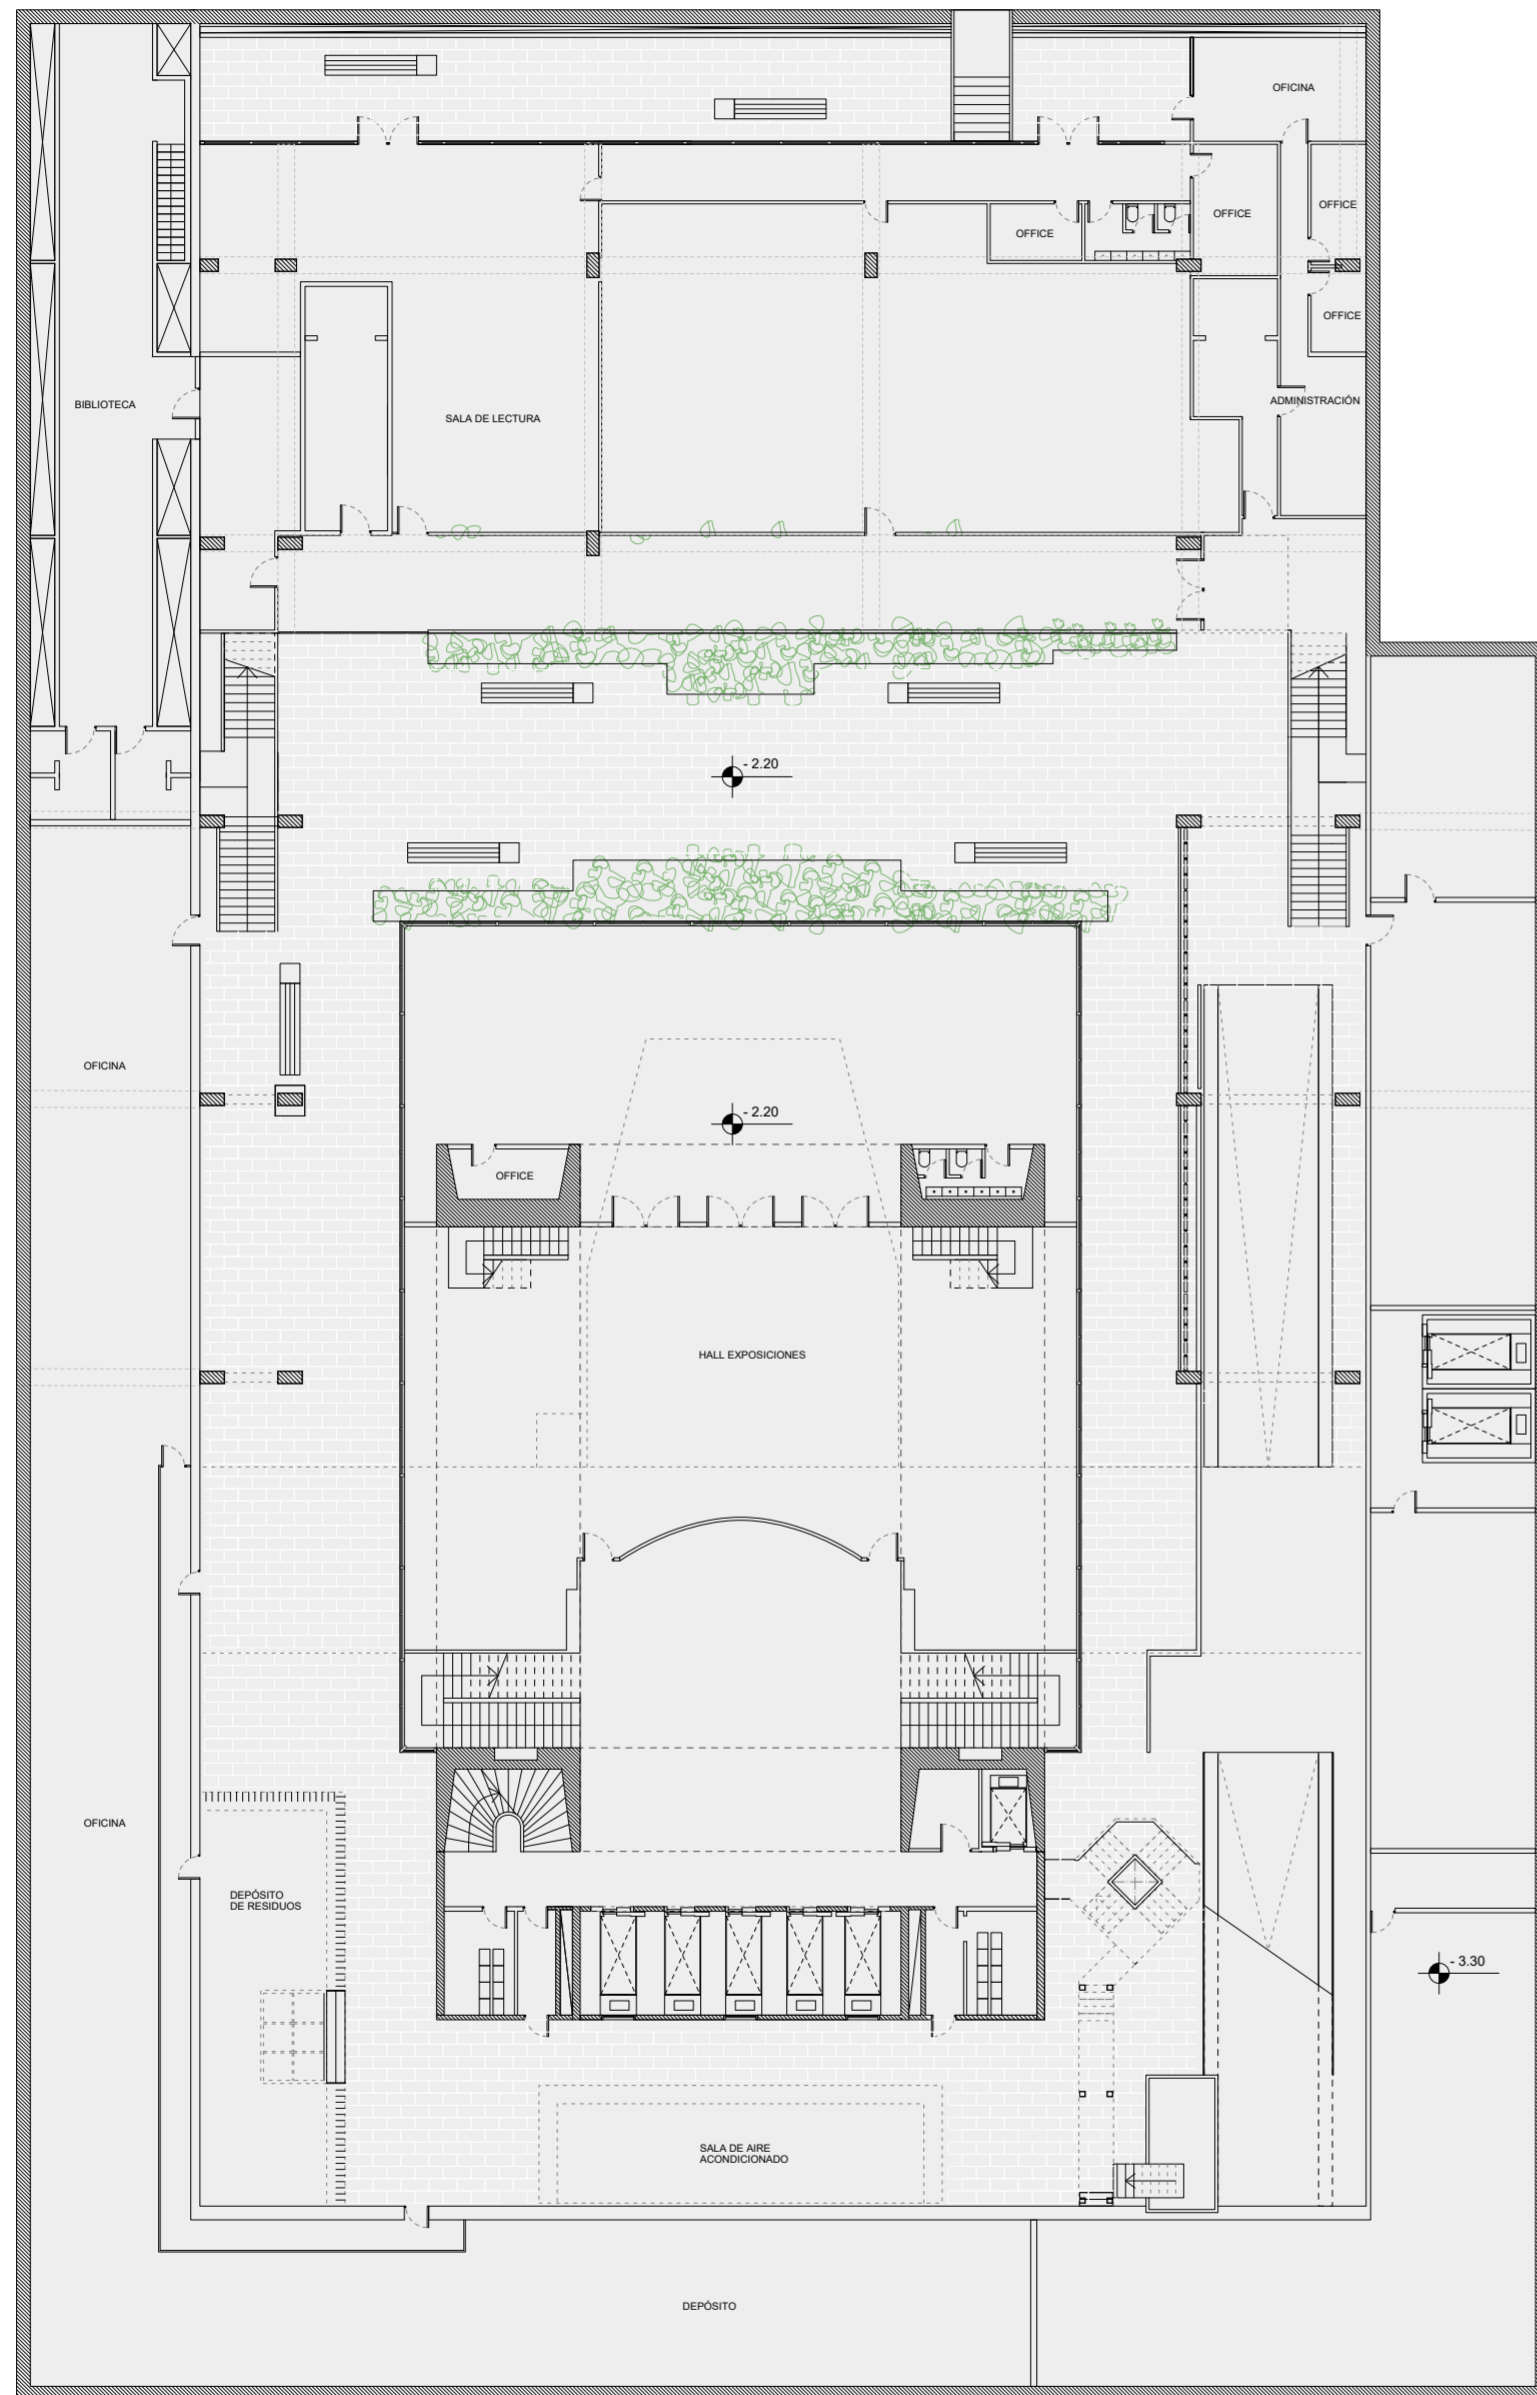 OFICINA
OFFICE
OFFICE
OFFICE
OFFICE
BIBLIOTECA
SALA DE LECTURA
ADMINISTRACIÓN
- 2.20
OFICINA
- 2.20
OFFICE
HALL EXPOSICIONES
OFICINA
DEPÓSITO
DE RESIDUOS
- 3.30
SALA DE AIRE
ACONDICIONADO
DEPÓSITO